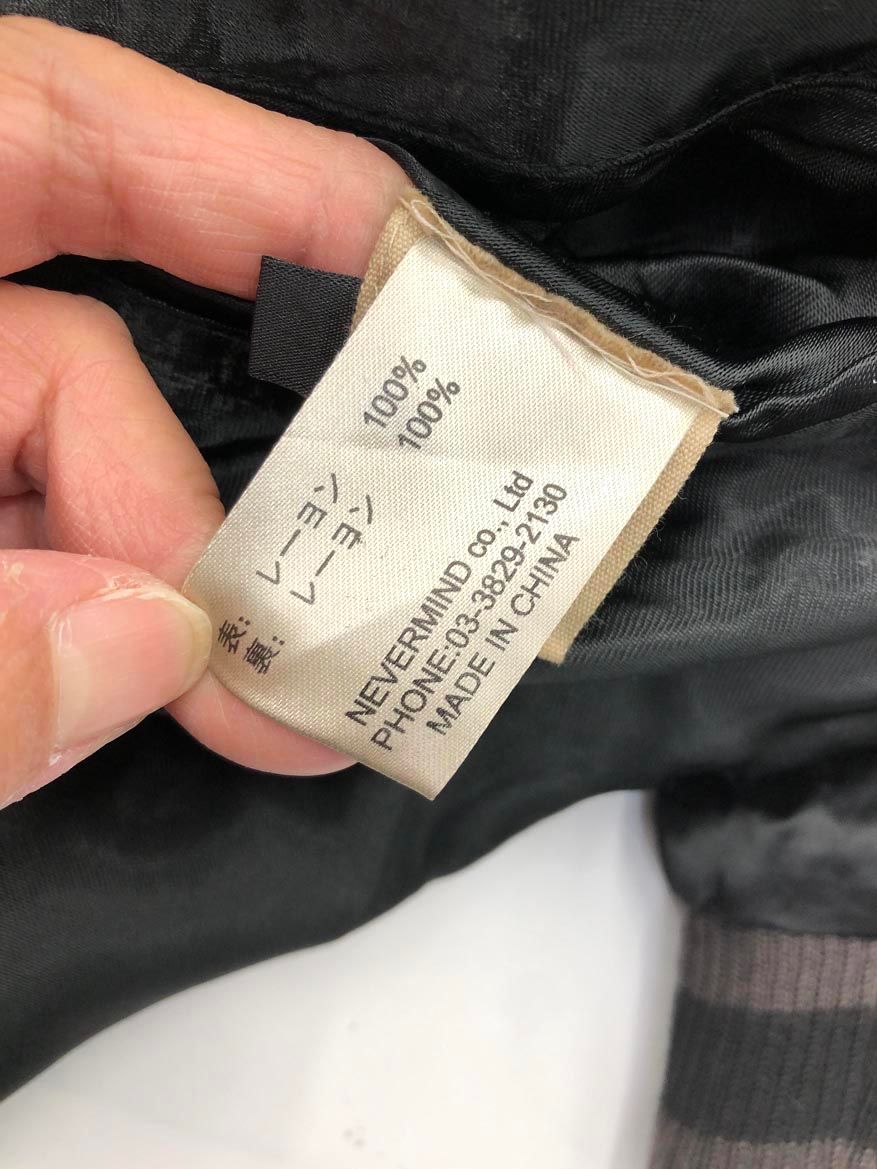 表: レーヨン 100%
裏: レーヨン 100%
NEVERMIND co., Ltd
PHONE:03-3829-2130
MADE IN CHINA